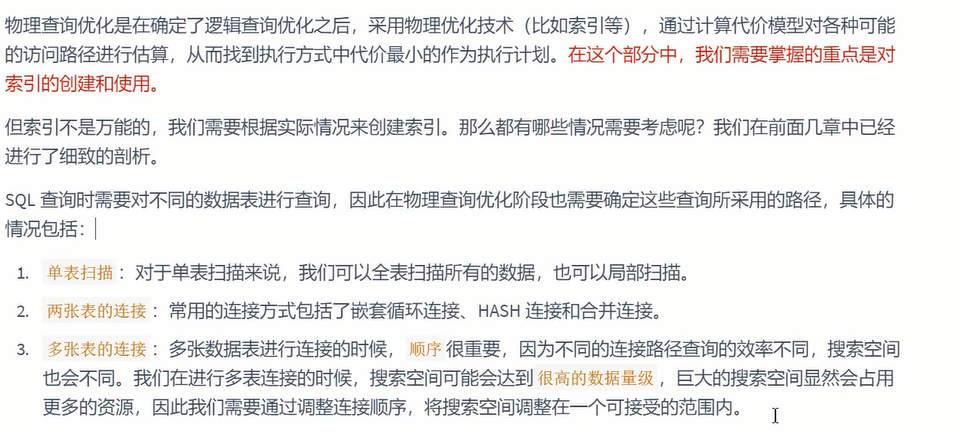 物理查询优化是在确定了逻辑查询优化之后，采用物理优化技术（比如索引等），通过计算代价模型对各种可能
的访问路径进行估算，从而找到执行方式中代价最小的作为执行计划。在这个部分中，我们需要掌握的重点是对
索引的创建和使用。
但索引不是万能的，我们需要根据实际情况来创建索引。那么都有哪些情况需要考虑呢？我们在前面几章中已经
进行了细致的剖析。
SQL 查询时需要对不同的数据表进行查询，因此在物理查询优化阶段也需要确定这些查询所采用的路径，具体的
情况包括：
1. 单表扫描：对于单表扫描来说，我们可以全表扫描所有的数据，也可以局部扫描。
2. 两张表的连接：常用的连接方式包括了嵌套循环连接、HASH 连接和合并连接。
3. 多张表的连接：多张数据表进行连接的时候，顺序 很重要，因为不同的连接路径查询的效率不同，搜索空间
也会不同。我们在进行多表连接的时候，搜索空间可能会达到 很高的数据量级，巨大的搜索空间显然会占用
更多的资源，因此我们需要通过调整连接顺序，将搜索空间调整在一个可接受的范围内。